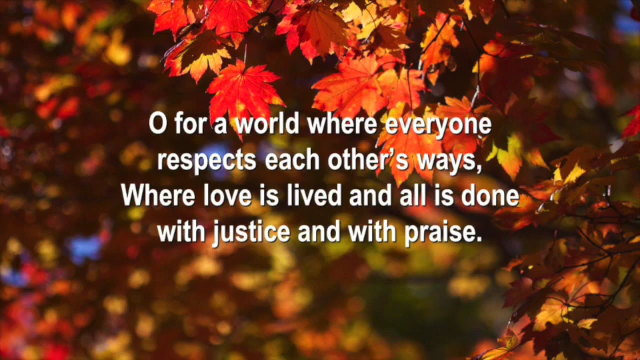 O for a world where everyone
respects each other's ways,
Where love is lived and all is done
with justice and with praise.